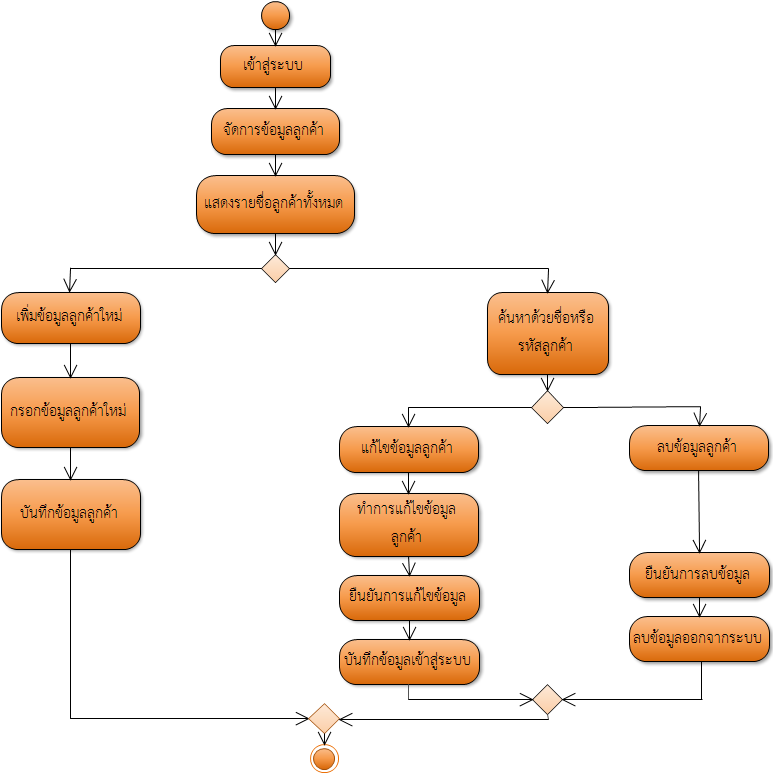 เข้าสู่ระบบ
จัดการข้อมูลลูกค้า
แสดงรายชื่อลูกค้าทั้งหมด
เพิ่มข้อมูลลูกค้าใหม่
กรอกข้อมูลลูกค้าใหม่
บันทึกข้อมูลลูกค้า
ค้นหาด้วยชื่อหรือ
รหัสลูกค้า
แก้ไขข้อมูลลูกค้า
ทำการแก้ไขข้อมูล
ลูกค้า
ยืนยันการแก้ไขข้อมูล
บันทึกข้อมูลเข้าสู่ระบบ
ลบข้อมูลลูกค้า
ยืนยันการลบข้อมูล
ลบข้อมูลออกจากระบบ